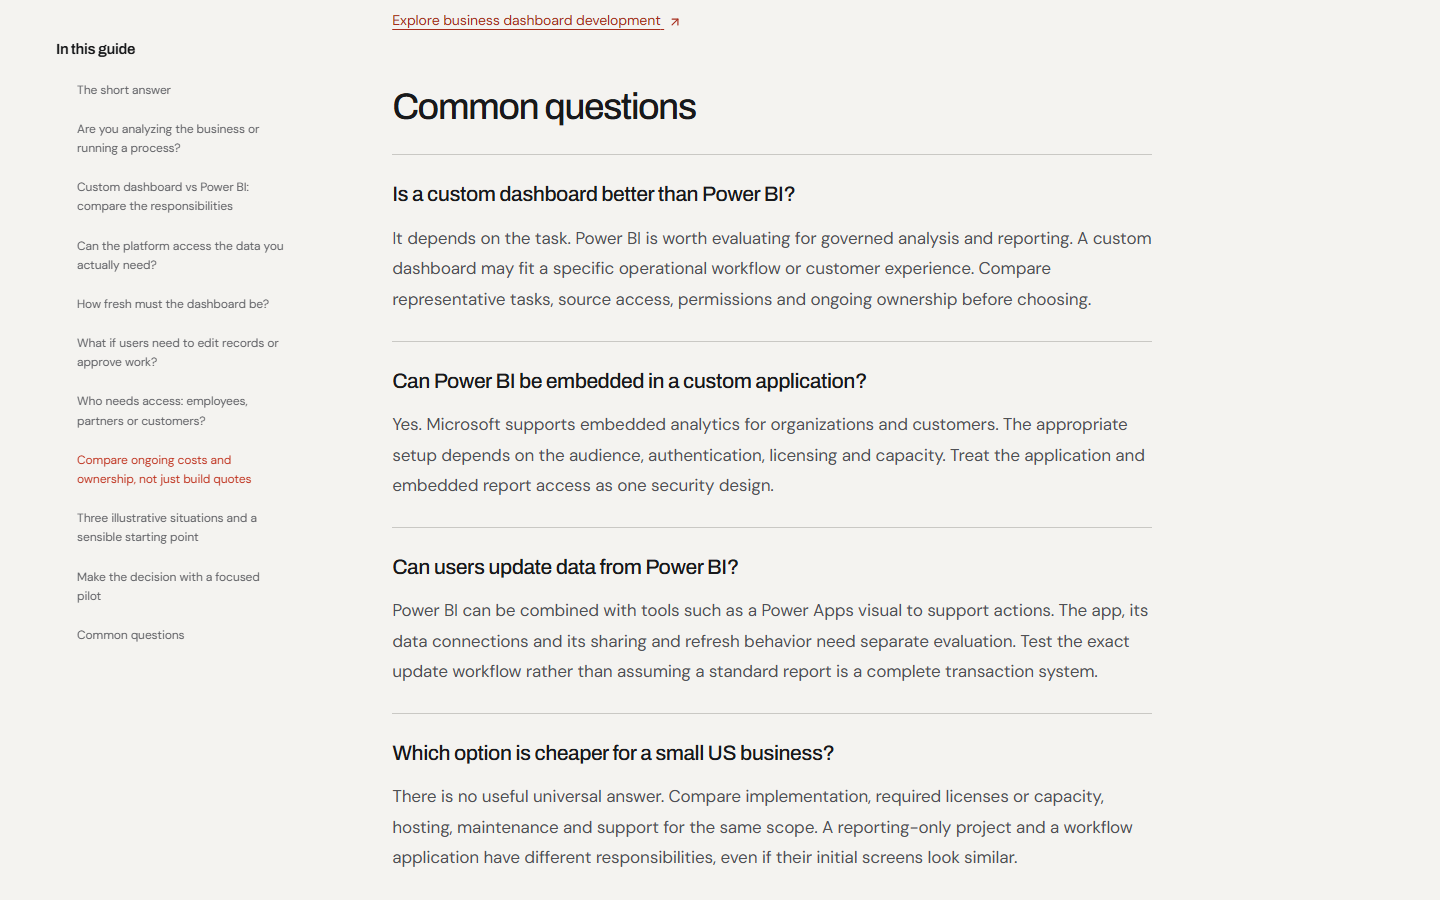 Explore business dashboard development
In this guide
The short answer
Are you analyzing the business or
running a process?
Custom dashboard vs Power BI:
compare the responsibilities
Can the platform access the data you
actually need?
How fresh must the dashboard be?
What if users need to edit records or
approve work?
Who needs access: employees,
partners or customers?
Compare ongoing costs and
ownership, not just build quotes
Three illustrative situations and a
sensible starting point
Make the decision with a focused
pilot
Common questions
Common questions
Is a custom dashboard better than Power BI?
It depends on the task. Power BI is worth evaluating for governed analysis and reporting. A custom
dashboard may fit a specific operational workflow or customer experience. Compare
representative tasks, source access, permissions and ongoing ownership before choosing.
Can Power BI be embedded in a custom application?
Yes. Microsoft supports embedded analytics for organizations and customers. The appropriate
setup depends on the audience, authentication, licensing and capacity. Treat the application and
embedded report access as one security design.
Can users update data from Power BI?
Power BI can be combined with tools such as a Power Apps visual to support actions. The app, its
data connections and its sharing and refresh behavior need separate evaluation. Test the exact
update workflow rather than assuming a standard report is a complete transaction system.
Which option is cheaper for a small US business?
There is no useful universal answer. Compare implementation, required licenses or capacity,
hosting, maintenance and support for the same scope. A reporting-only project and a workflow
application have different responsibilities, even if their initial screens look similar.